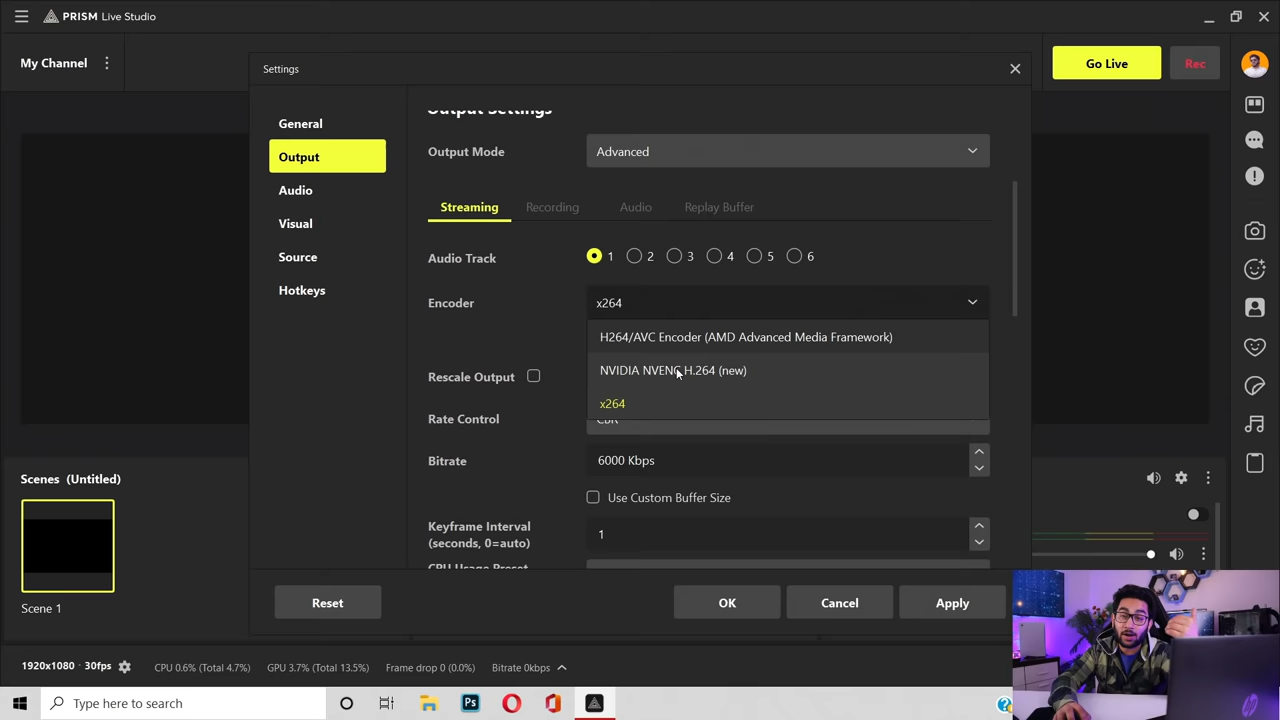 PRISM Live Studio
My Channel
Go Live
Rec
Settings
General
Output
Audio
Visual
Source
Hotkeys
Output Settings
Output Mode
Advanced
Streaming
Recording
Audio
Replay Buffer
Audio Track
1 2 3 4 5 6
Encoder
x264
H264/AVC Encoder (AMD Advanced Media Framework)
NVIDIA NVENC H.264 (new)
x264
Rescale Output
Rate Control
CBR
Bitrate
6000 Kbps
Use Custom Buffer Size
Keyframe Interval
(seconds, 0=auto)
1
CPU Usage Preset
Reset
OK
Cancel
Apply
Scenes (Untitled)
Scene 1
1920x1080 · 30fps
CPU 0.6% (Total 4.7%)
GPU 3.7% (Total 13.5%)
Frame drop 0 (0.0%)
Bitrate 0kbps
Type here to search
Ps